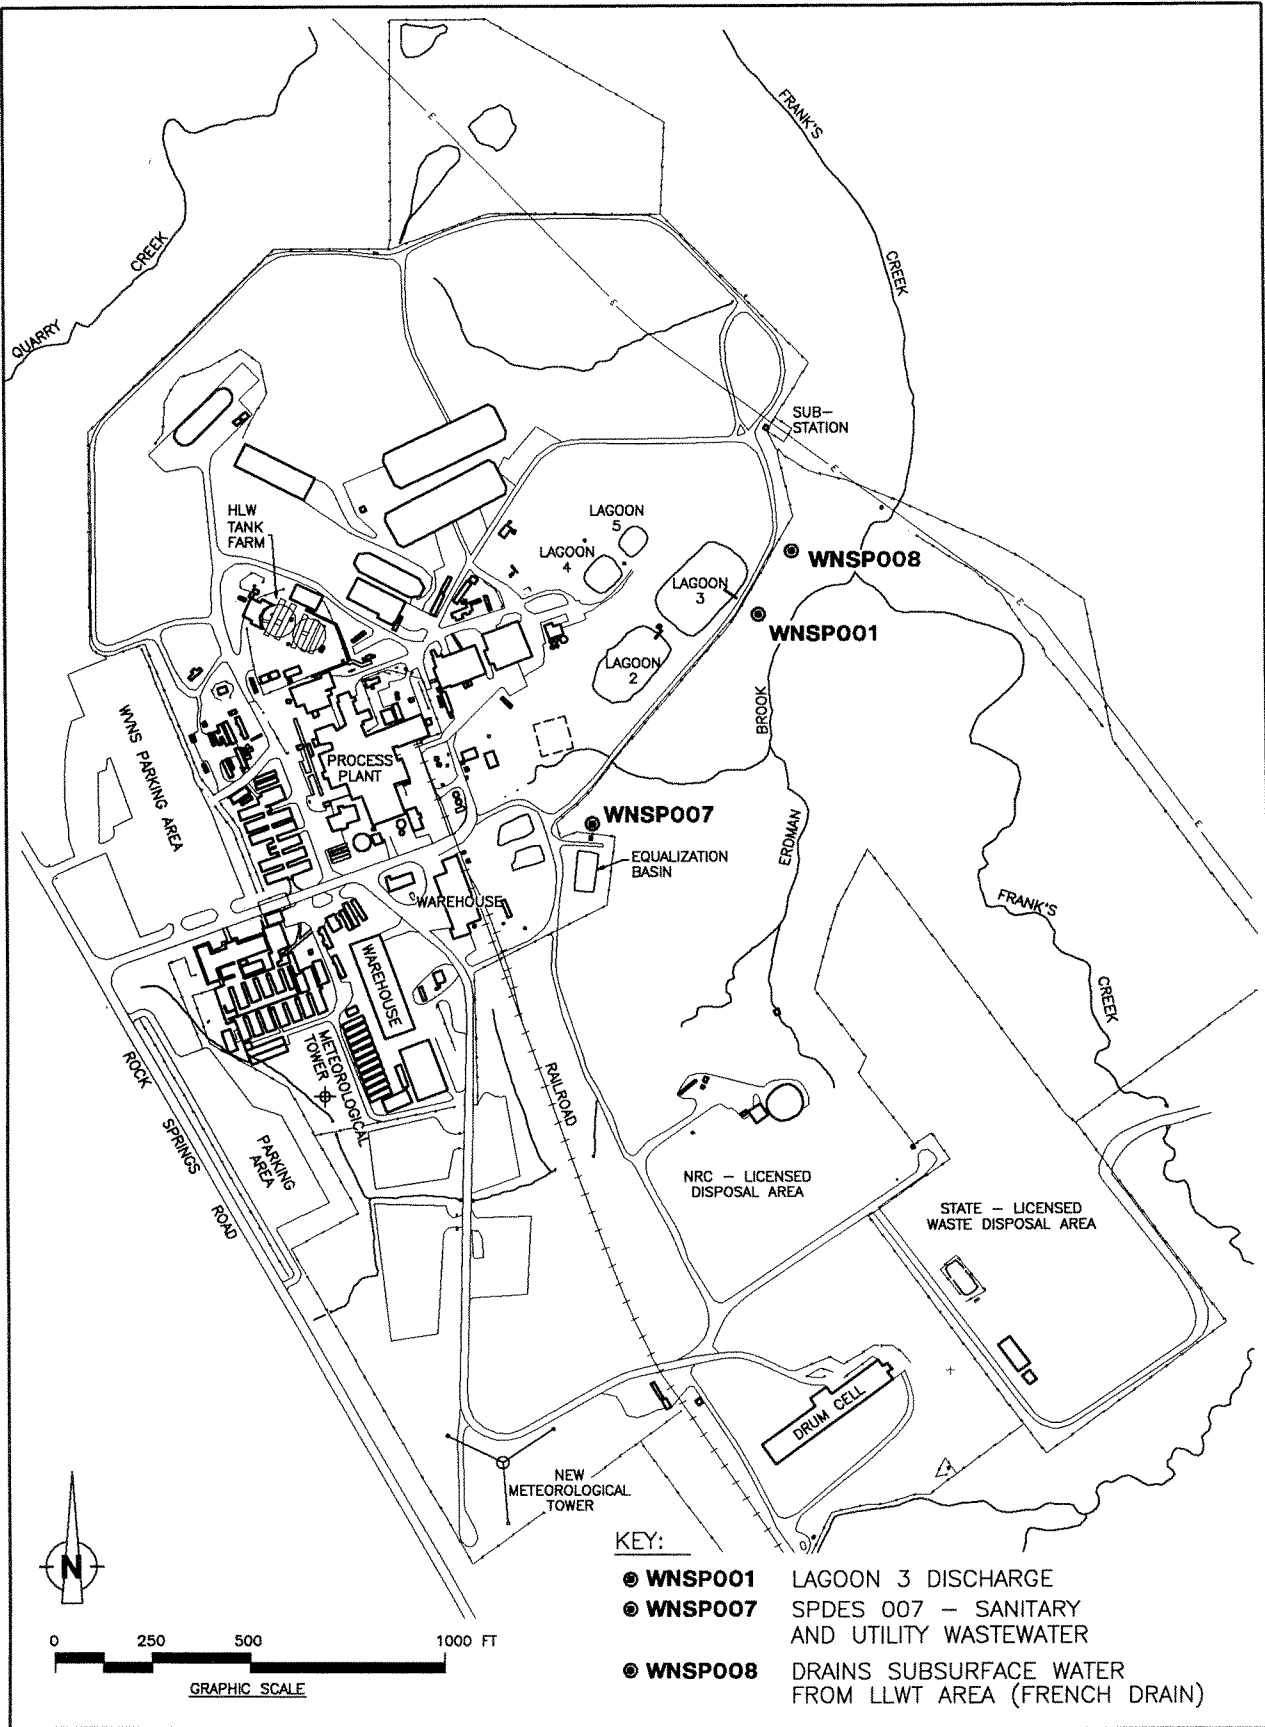 FRANK'S
CREEK
QUARRY
CREEK
E
E
SUB-
STATION
E
HLW
TANK
FARM
LAGOON
5
LAGOON
4
LAGOON
3
WNSP008
E
WNSP001
LAGOON
2
BROOK
WVNS PARKING AREA
PROCESS
PLANT
WNSP007
ERDMAN
E
EQUALIZATION
BASIN
WAREHOUSE
FRANK'S
CREEK
WAREHOUSE
METEOROLOGICAL
TOWER
ROCK
SPRINGS
ROAD
RAILROAD
PARKING
AREA
NRC - LICENSED
DISPOSAL AREA
STATE - LICENSED
WASTE DISPOSAL AREA
DRUM CELL
NEW
METEOROLOGICAL
TOWER
N
KEY:
WNSP001 LAGOON 3 DISCHARGE
WNSP007 SPDES 007 - SANITARY
AND UTILITY WASTEWATER
WNSP008 DRAINS SUBSURFACE WATER
FROM LLWT AREA (FRENCH DRAIN)
0 250 500 1000 FT
GRAPHIC SCALE